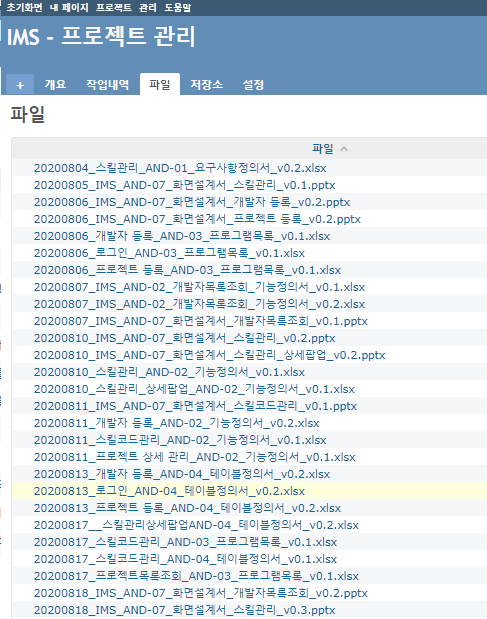 초기화면 내 페이지 프로젝트 관리 도움말
IMS - 프로젝트 관리
+ 개요 작업내역 파일 저장소 설정
파일
파일
20200804_스킬관리_AND-01_요구사항정의서_v0.2.xlsx
20200805_IMS_AND-07_화면설계서_스킬관리_v0.1.pptx
20200806_IMS_AND-07_화면설계서_개발자 등록_v0.2.pptx
20200806_IMS_AND-07_화면설계서_프로젝트 등록_v0.2.pptx
20200806_개발자 등록_AND-03_프로그램목록_v0.1.xlsx
20200806_로그인_AND-03_프로그램목록_v0.1.xlsx
20200806_프로젝트 등록_AND-03_프로그램목록_v0.1.xlsx
20200807_IMS_AND-02_개발자목록조회_기능정의서_v0.1.xlsx
20200807_IMS_AND-02_개발자목록조회_기능정의서_v0.2.xlsx
20200807_IMS_AND-07_화면설계서_개발자목록조회_v0.1.pptx
20200810_IMS_AND-07_화면설계서_스킬관리_v0.2.pptx
20200810_IMS_AND-07_화면설계서_스킬관리_상세팝업_v0.2.pptx
20200810_스킬관리_AND-02_기능정의서_v0.1.xlsx
20200810_스킬관리_상세팝업_AND-02_기능정의서_v0.1.xlsx
20200811_IMS_AND-07_화면설계서_스킬코드관리_v0.1.pptx
20200811_개발자 등록_AND-02_기능정의서_v0.2.xlsx
20200811_스킬코드관리_AND-02_기능정의서_v0.1.xlsx
20200811_프로젝트 상세 관리_AND-02_기능정의서_v0.1.xlsx
20200813_개발자 등록_AND-04_테이블정의서_v0.2.xlsx
20200813_로그인_AND-04_테이블정의서_v0.2.xlsx
20200813_프로젝트 등록_AND-04_테이블정의서_v0.2.xlsx
20200817__스킬관리상세팝업AND-04_테이블정의서_v0.2.xlsx
20200817_스킬코드관리_AND-03_프로그램목록_v0.1.xlsx
20200817_스킬코드관리_AND-04_테이블정의서_v0.1.xlsx
20200817_프로젝트목록조회_AND-03_프로그램목록_v0.1.xlsx
20200818_IMS_AND-07_화면설계서_개발자목록조회_v0.2.pptx
20200818_IMS_AND-07_화면설계서_스킬관리_v0.3.pptx